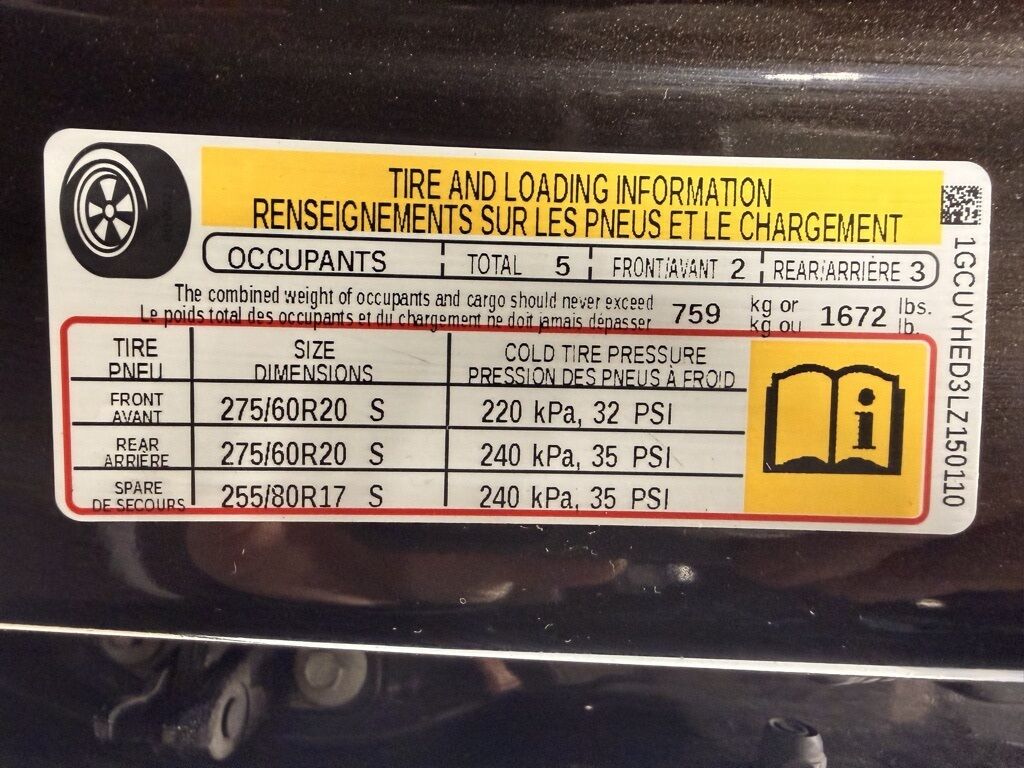 TIRE AND LOADING INFORMATION
RENSEIGNEMENTS SUR LES PNEUS ET LE CHARGEMENT
OCCUPANTS TOTAL 5 FRONT/AVANT 2 REAR/ARRIÈRE 3
The combined weight of occupants and cargo should never exceed 759 kg or 1672 lbs.
Le poids total des occupants et du chargement ne doit jamais dépasser kg ou lb.
TIRE SIZE COLD TIRE PRESSURE
PNEU DIMENSIONS PRESSION DES PNEUS À FROID
FRONT
AVANT 275/60R20 S 220 kPa, 32 PSI
REAR
ARRIÈRE 275/60R20 S 240 kPa, 35 PSI
SPARE
DE SECOURS 255/80R17 S 240 kPa, 35 PSI
i
1GCUYHED3LZ150110